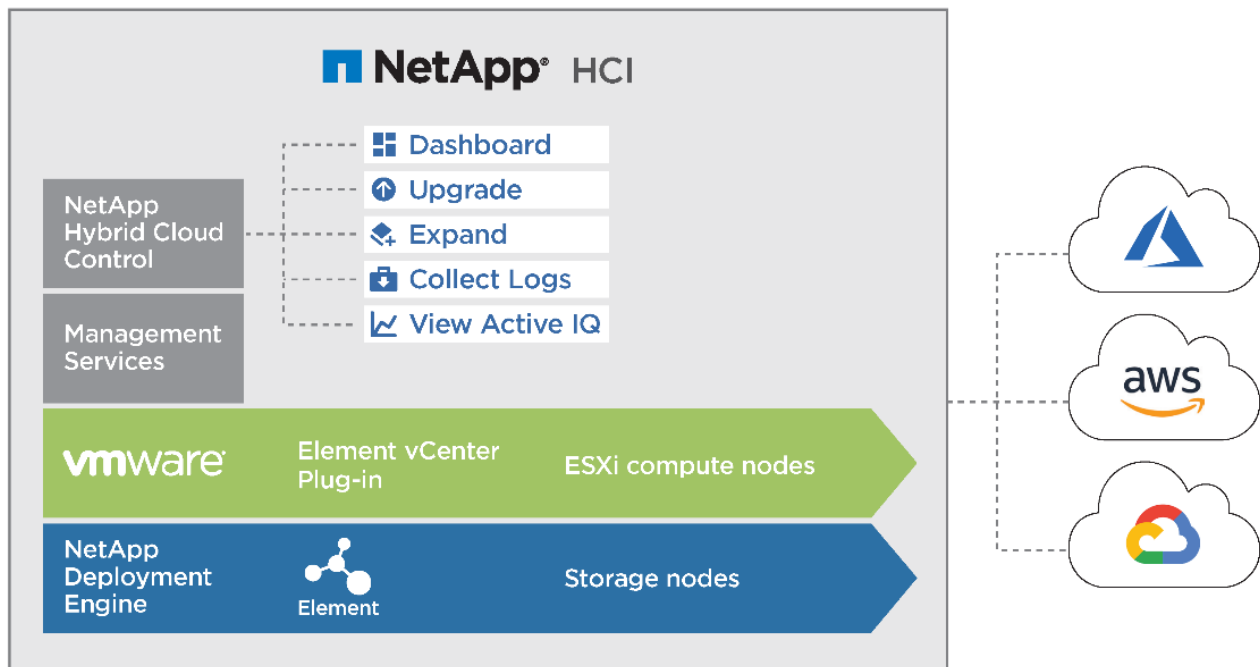 NetApp® HCI
Dashboard
Upgrade
Expand
Collect Logs
View Active IQ
NetApp
Hybrid Cloud
Control
Management
Services
vmware®
Element vCenter
Plug-in
ESXi compute nodes
NetApp
Deployment
Engine
Element
Storage nodes
aws